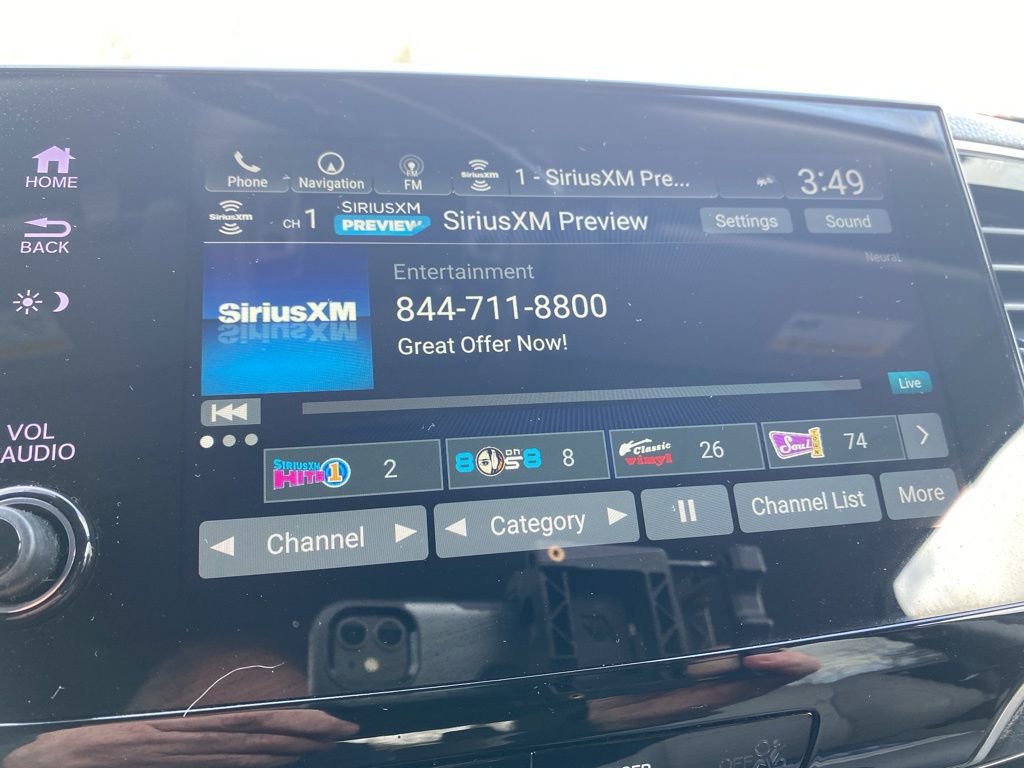 HOME
BACK
VOL
AUDIO
Phone
Navigation
FM
SiriusXM
1 - SiriusXM Pre...
3:49
SiriusXM
CH 1
SIRIUSXM
PREVIEW
SiriusXM Preview
Settings
Sound
Neural
SiriusXM
Entertainment
844-711-8800
Great Offer Now!
Live
SIRIUSXM
HITS 1
2
80s on 8
8
Classic
vinyl
26
Soul
TOWN
74
Channel
Category
Channel List
More
OFF